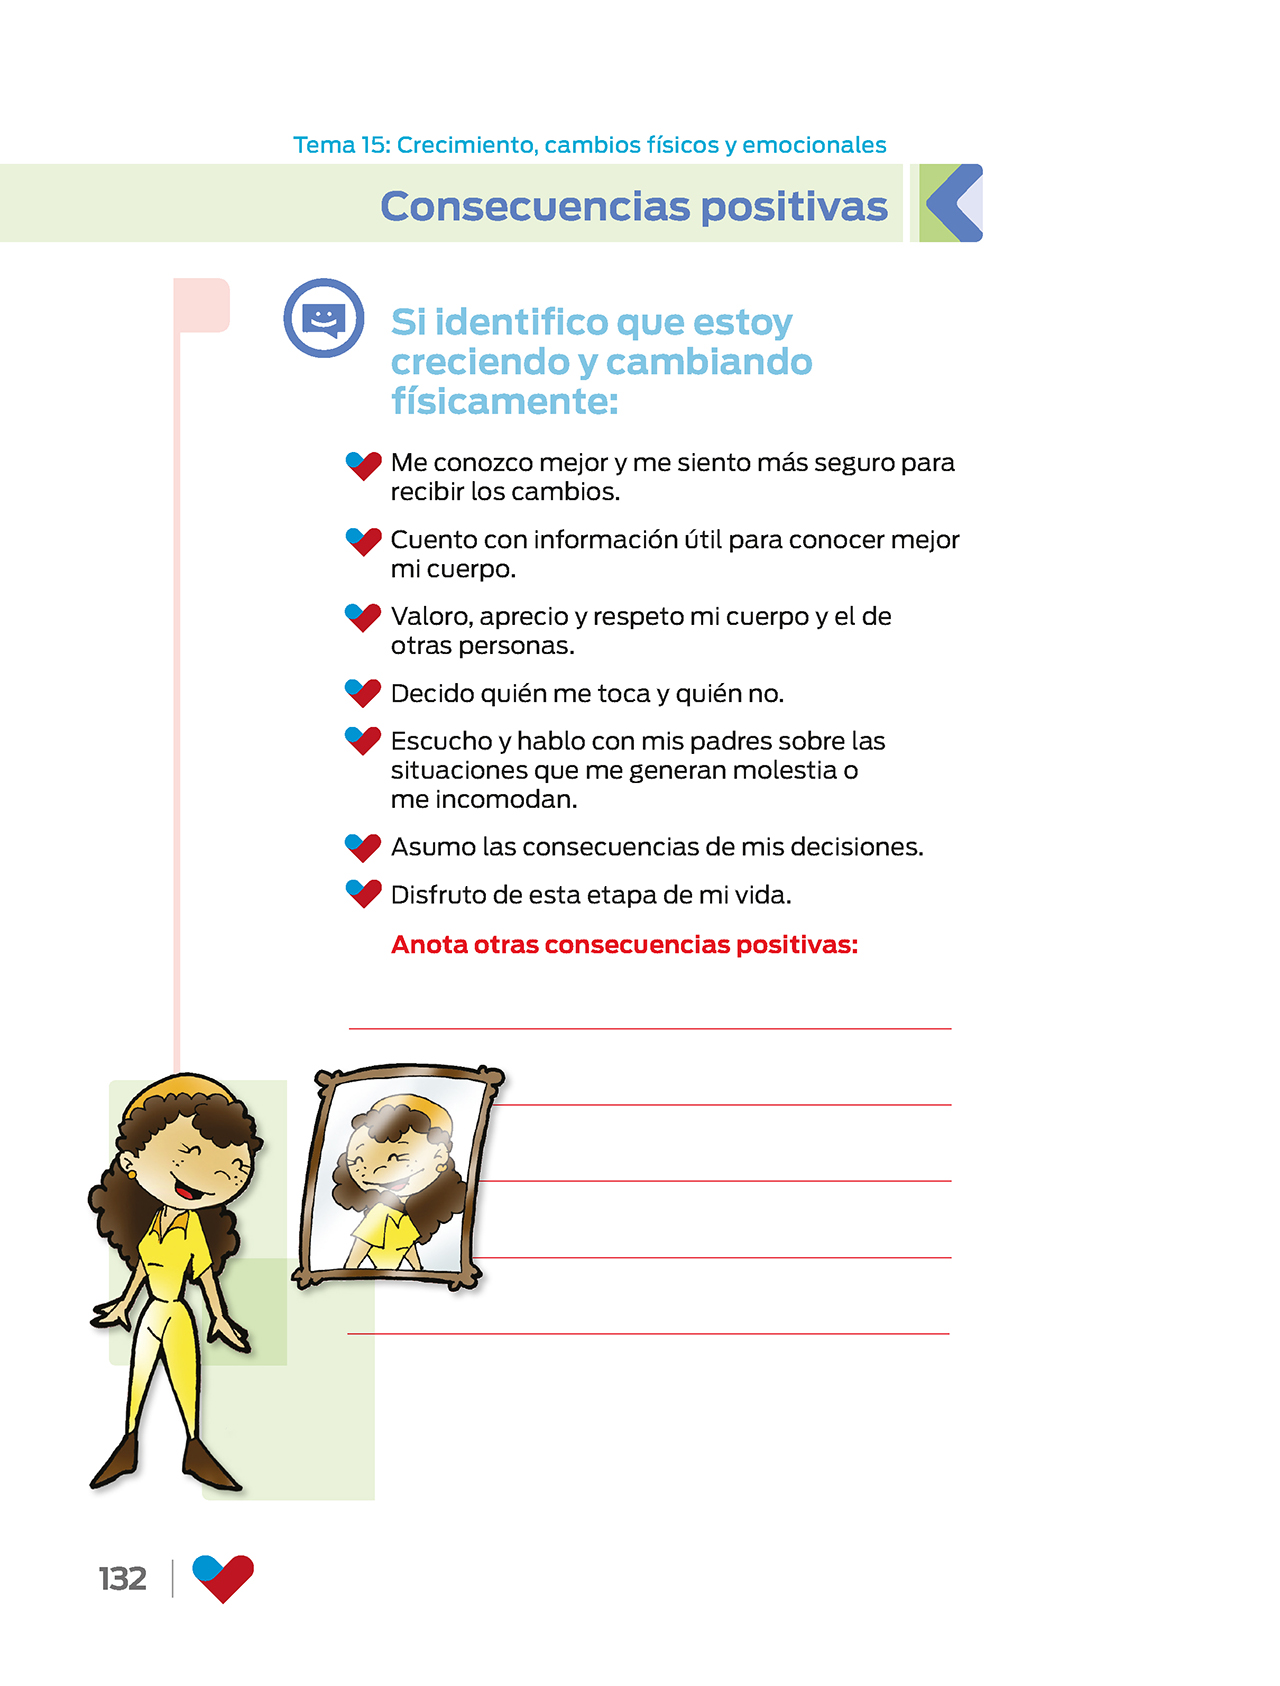 Tema 15: Crecimiento, cambios físicos y emocionales
Consecuencias positivas
Si identifico que estoy
creciendo y cambiando
físicamente:
Me conozco mejor y me siento más seguro para
recibir los cambios.
Cuento con información útil para conocer mejor
mi cuerpo.
Valoro, aprecio y respeto mi cuerpo y el de
otras personas.
Decido quién me toca y quién no.
Escucho y hablo con mis padres sobre las
situaciones que me generan molestia o
me incomodan.
Asumo las consecuencias de mis decisiones.
Disfruto de esta etapa de mi vida.
Anota otras consecuencias positivas:
132